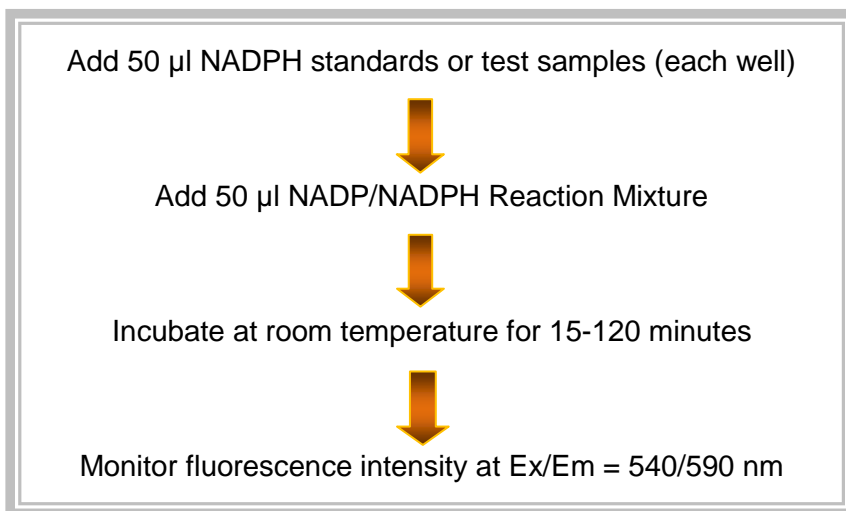 Add 50 µl NADPH standards or test samples (each well)
Add 50 µl NADP/NADPH Reaction Mixture
Incubate at room temperature for 15-120 minutes
Monitor fluorescence intensity at Ex/Em = 540/590 nm